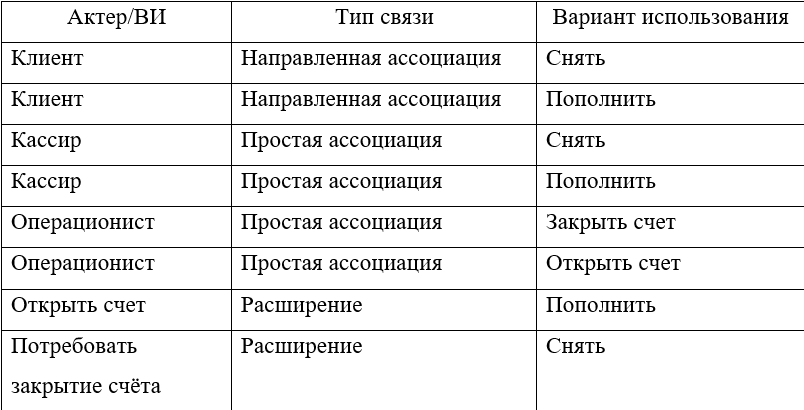 Актер/ВИ Тип связи Вариант использования
Клиент Направленная ассоциация Снять
Клиент Направленная ассоциация Пополнить
Кассир Простая ассоциация Снять
Кассир Простая ассоциация Пополнить
Операционист Простая ассоциация Закрыть счет
Операционист Простая ассоциация Открыть счет
Открыть счет Расширение Пополнить
Потребовать Расширение Снять
закрытие счёта